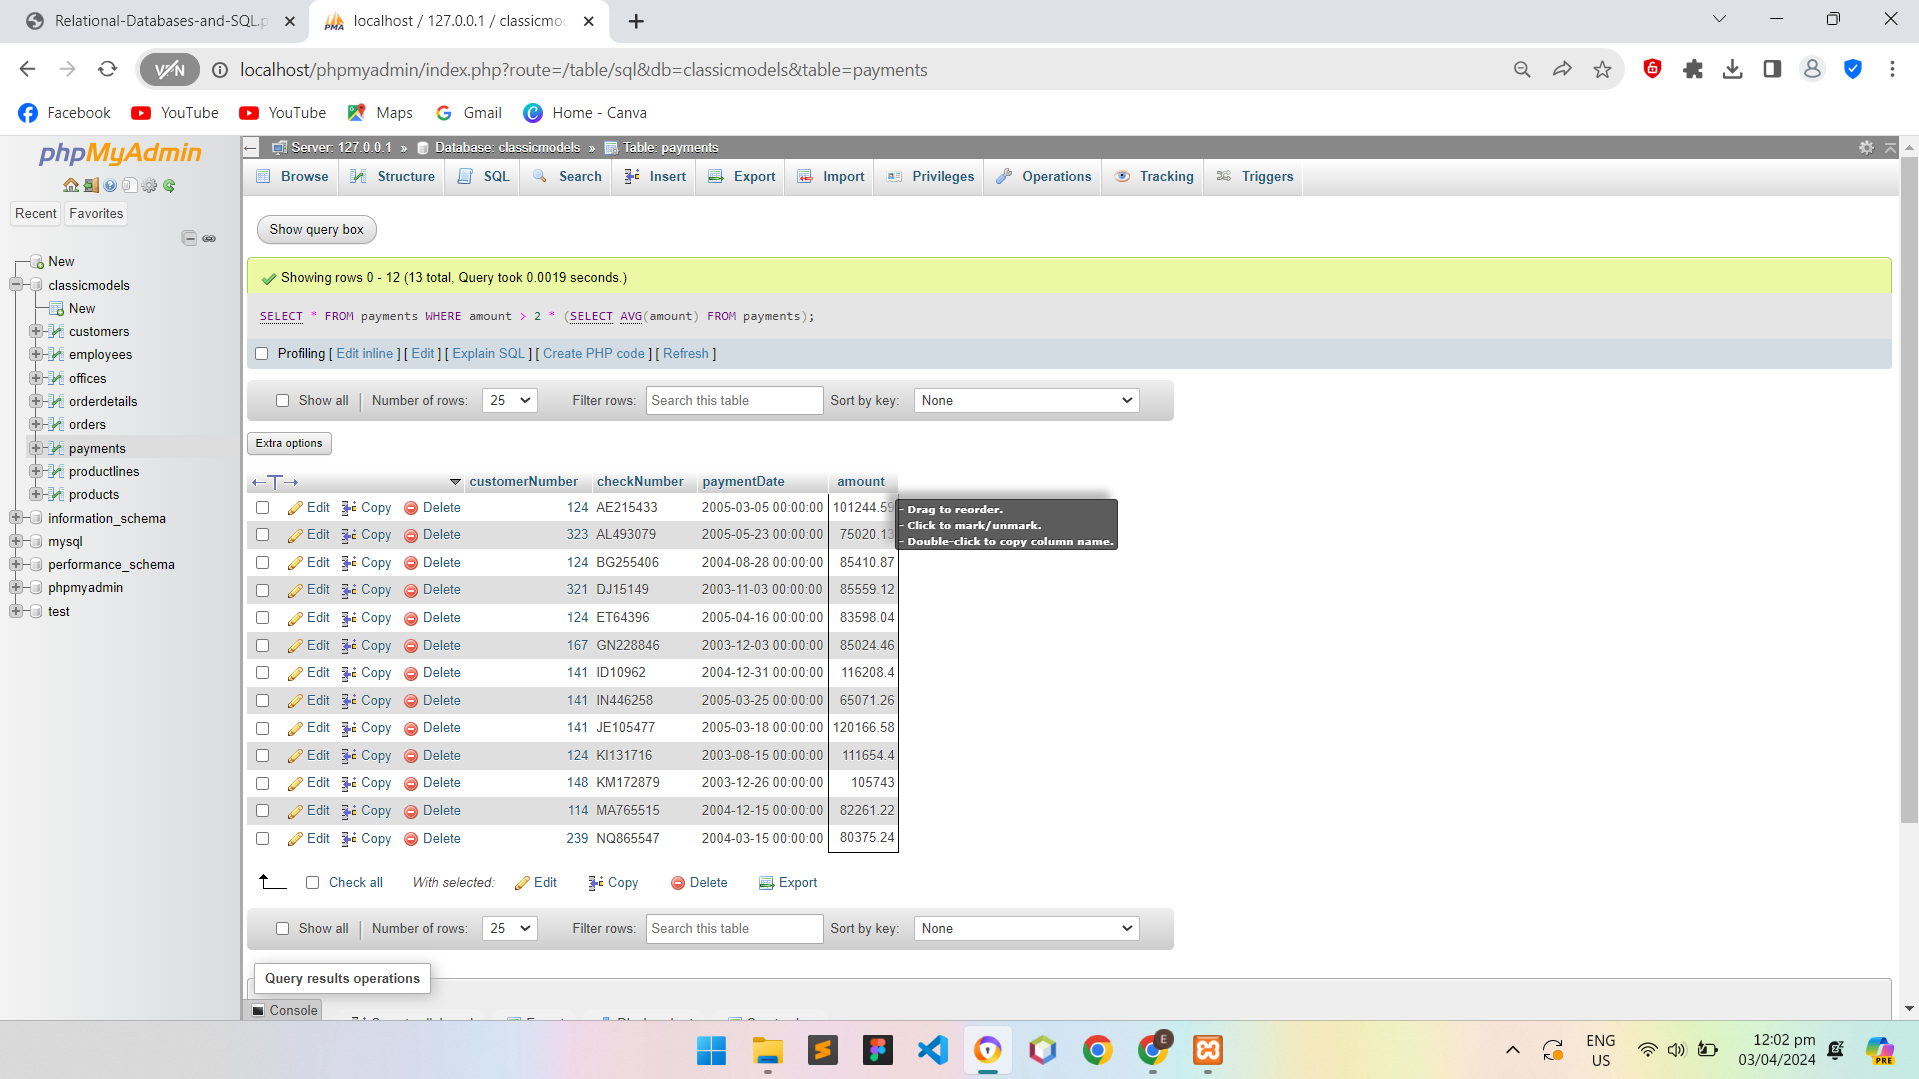 Relational-Databases-and-SQL.p
localhost / 127.0.0.1 / classicmo
VPN
localhost/phpmyadmin/index.php?route=/table/sql&db=classicmodels&table=payments
Facebook YouTube YouTube Maps Gmail Home - Canva
phpMyAdmin
Recent Favorites
New
classicmodels
New
customers
employees
offices
orderdetails
orders
payments
productlines
products
information_schema
mysql
performance_schema
phpmyadmin
test
Server: 127.0.0.1 » Database: classicmodels » Table: payments
Browse Structure SQL Search Insert Export Import Privileges Operations Tracking Triggers
Show query box
Showing rows 0 - 12 (13 total, Query took 0.0019 seconds.)
SELECT * FROM payments WHERE amount > 2 * (SELECT AVG(amount) FROM payments);
Profiling [ Edit inline ] [ Edit ] [ Explain SQL ] [ Create PHP code ] [ Refresh ]
Show all Number of rows: 25 Filter rows: Search this table Sort by key: None
Extra options
←T→ customerNumber checkNumber paymentDate amount
Edit Copy Delete 124 AE215433 2005-03-05 00:00:00 101244.59
Edit Copy Delete 323 AL493079 2005-05-23 00:00:00 75020.13
Edit Copy Delete 124 BG255406 2004-08-28 00:00:00 85410.87
Edit Copy Delete 321 DJ15149 2003-11-03 00:00:00 85559.12
Edit Copy Delete 124 ET64396 2005-04-16 00:00:00 83598.04
Edit Copy Delete 167 GN228846 2003-12-03 00:00:00 85024.46
Edit Copy Delete 141 ID10962 2004-12-31 00:00:00 116208.4
Edit Copy Delete 141 IN446258 2005-03-25 00:00:00 65071.26
Edit Copy Delete 141 JE105477 2005-03-18 00:00:00 120166.58
Edit Copy Delete 124 KI131716 2003-08-15 00:00:00 111654.4
Edit Copy Delete 148 KM172879 2003-12-26 00:00:00 105743
Edit Copy Delete 114 MA765515 2004-12-15 00:00:00 82261.22
Edit Copy Delete 239 NQ865547 2004-03-15 00:00:00 80375.24
- Drag to reorder.
- Click to mark/unmark.
- Double-click to copy column name.
Check all With selected: Edit Copy Delete Export
Show all Number of rows: 25 Filter rows: Search this table Sort by key: None
Query results operations
Console
E
ENG
US
12:02 pm
03/04/2024
PRE